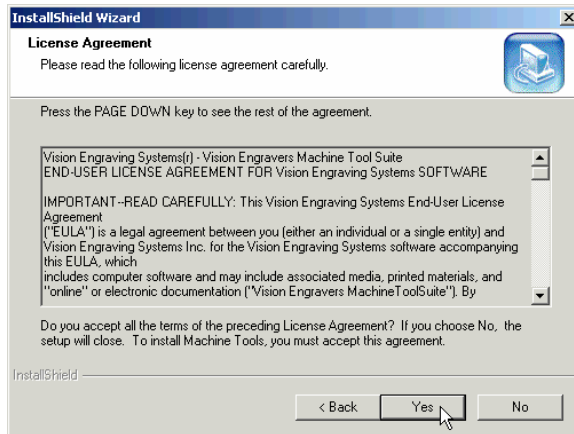 InstallShield Wizard
License Agreement
Please read the following license agreement carefully.
Press the PAGE DOWN key to see the rest of the agreement.
Vision Engraving Systems(r) - Vision Engravers Machine Tool Suite
END-USER LICENSE AGREEMENT FOR Vision Engraving Systems SOFTWARE
IMPORTANT--READ CAREFULLY: This Vision Engraving Systems End-User License
Agreement
("EULA") is a legal agreement between you (either an individual or a single entity) and
Vision Engraving Systems Inc. for the Vision Engraving Systems software accompanying
this EULA, which
includes computer software and may include associated media, printed materials, and
"online" or electronic documentation ("Vision Engravers MachineToolSuite"). By
Do you accept all the terms of the preceding License Agreement? If you choose No, the
setup will close. To install Machine Tools, you must accept this agreement.
InstallShield
< Back
Yes
No